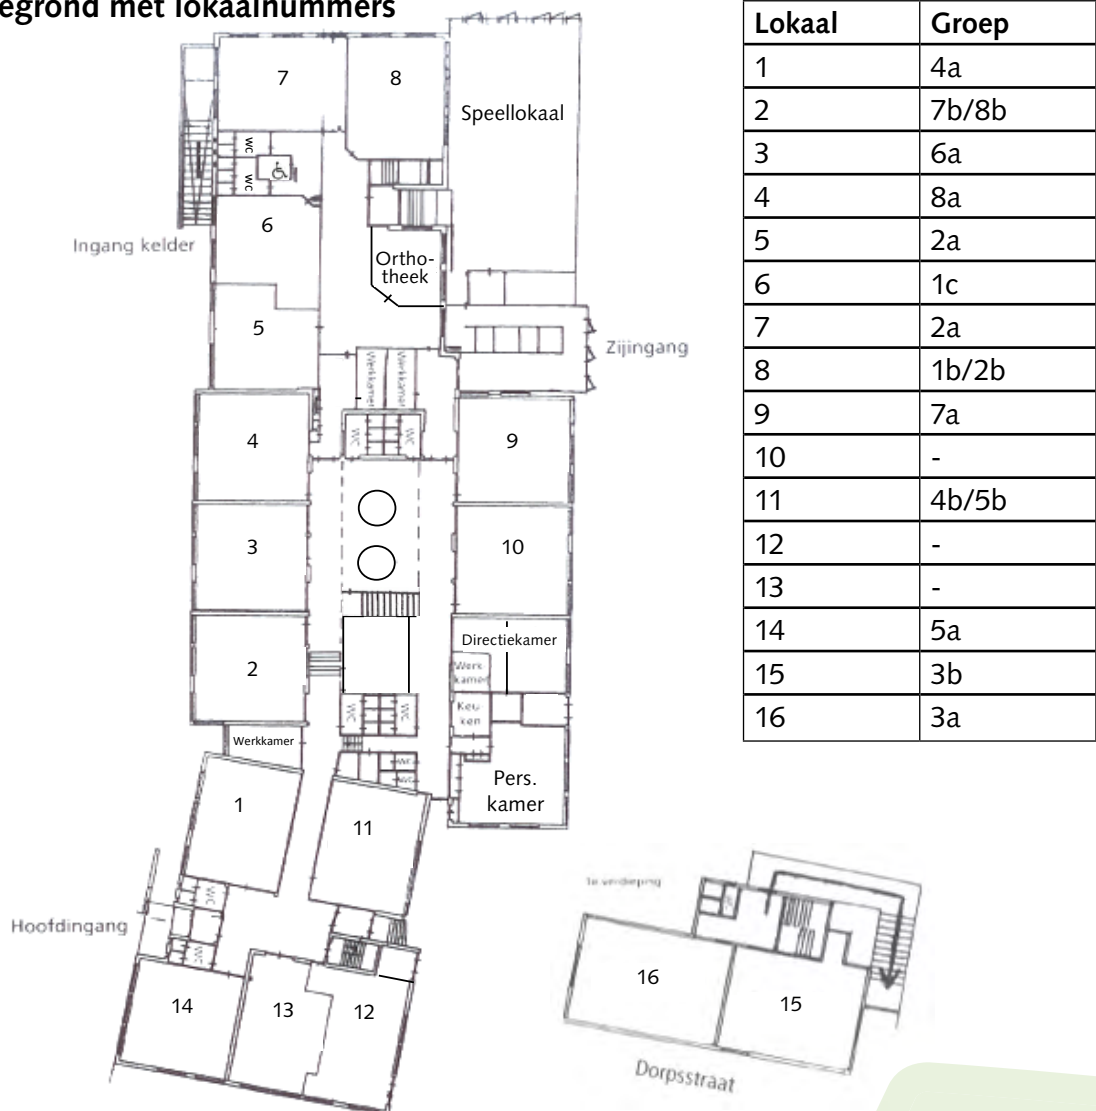 egrond met lokaalnummers
7
8
Speellokaal
WC
WC
6
Ingang kelder
Ortho-
theek
5
Zijingang
Werkkamer
Werkkamer
4
WC
WC
9
3
10
Directiekamer
2
Werk
kamer
WC
WC
Keu-
ken
Werkkamer
WC
WC
Pers.
kamer
1
11
WC
Hoofdingang
WC
14
13
12
1e verdieping
WC
16
15
Dorpsstraat
Lokaal Groep
1 4a
2 7b/8b
3 6a
4 8a
5 2a
6 1c
7 2a
8 1b/2b
9 7a
10 -
11 4b/5b
12 -
13 -
14 5a
15 3b
16 3a